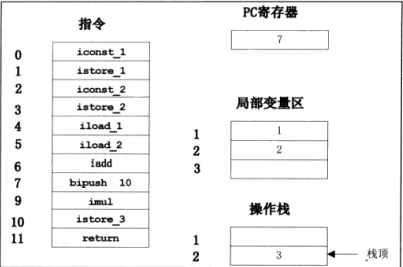 指令
0 iconst_1
1 istore_1
2 iconst_2
3 istore_2
4 iload_1
5 iload_2
6 iadd
7 bipush 10
9 imul
10 istore_3
11 return
PC寄存器
7
局部变量区
1 1
2 2
3
操作栈
1
2 3 栈顶